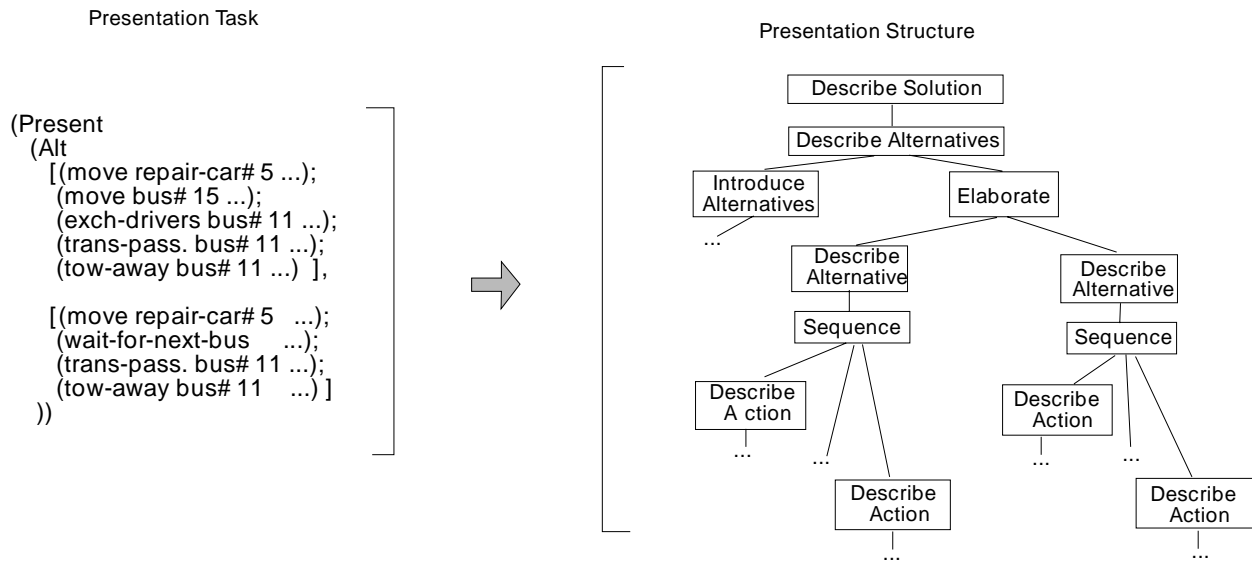 Presentation Task
(Present
(Alt
[(move repair-car# 5 ...);
(move bus# 15 ...);
(exch-drivers bus# 11 ...);
(trans-pass. bus# 11 ...);
(tow-away bus# 11 ...) ],
[(move repair-car# 5 ...);
(wait-for-next-bus ...);
(trans-pass. bus# 11 ...);
(tow-away bus# 11 ...) ]
))
Presentation Structure
Describe Solution
Describe Alternatives
Introduce
Alternatives
...
Elaborate
Describe
Alternative
Sequence
Describe
A ction
...
...
Describe
Action
...
Describe
Alternative
Sequence
Describe
Action
...
...
Describe
Action
...